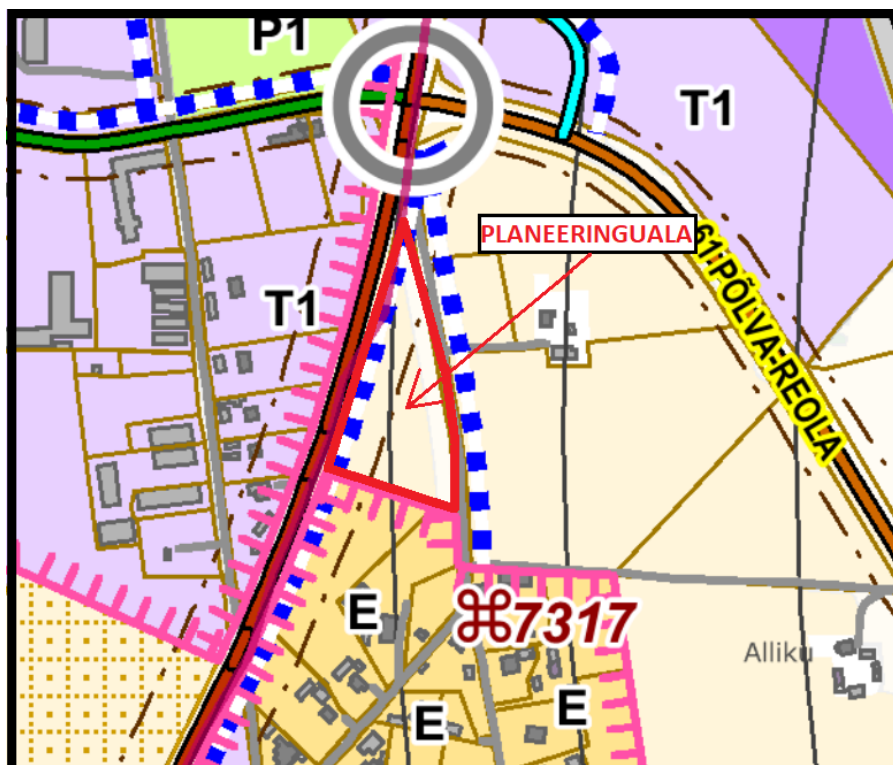 P1
T1
PLANEERINGUALA
61 PÕLVA-REOLA
T1
⌘7317
E
Alliku
E
E